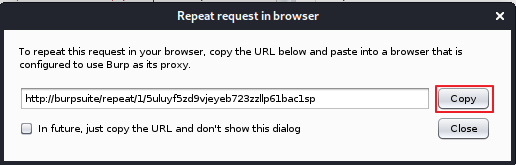 Repeat request in browser
To repeat this request in your browser, copy the URL below and paste into a browser that is
configured to use Burp as its proxy.
http://burpsuite/repeat/1/5uluyf5zd9vjeyeb723zzllp61bac1sp
Copy
In future, just copy the URL and don't show this dialog
Close